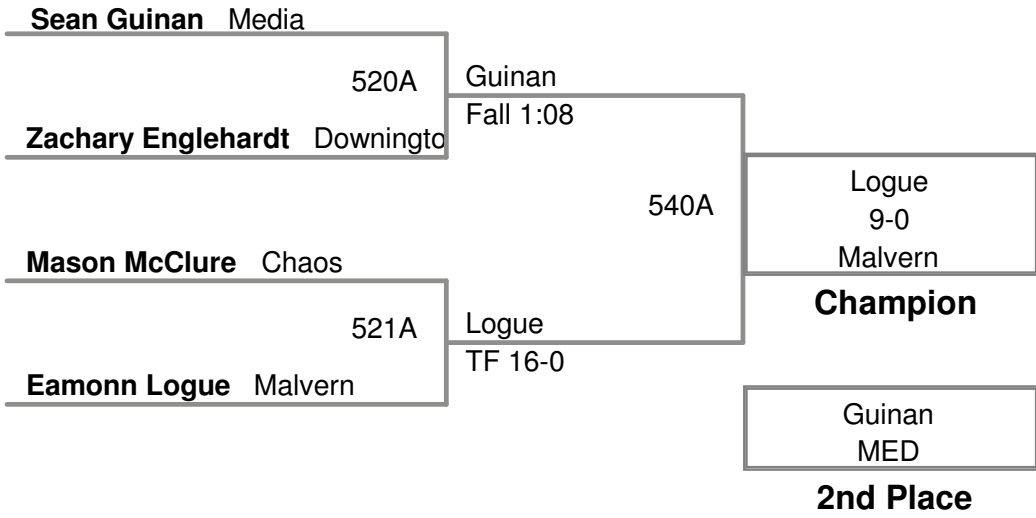 Sean Guinan Media
520A
Guinan
Fall 1:08
Zachary Englehardt Downingto
540A
Logue
9-0
Malvern
Champion
Mason McClure Chaos
521A
Logue
TF 16-0
Eamonn Logue Malvern
Guinan
MED
2nd Place